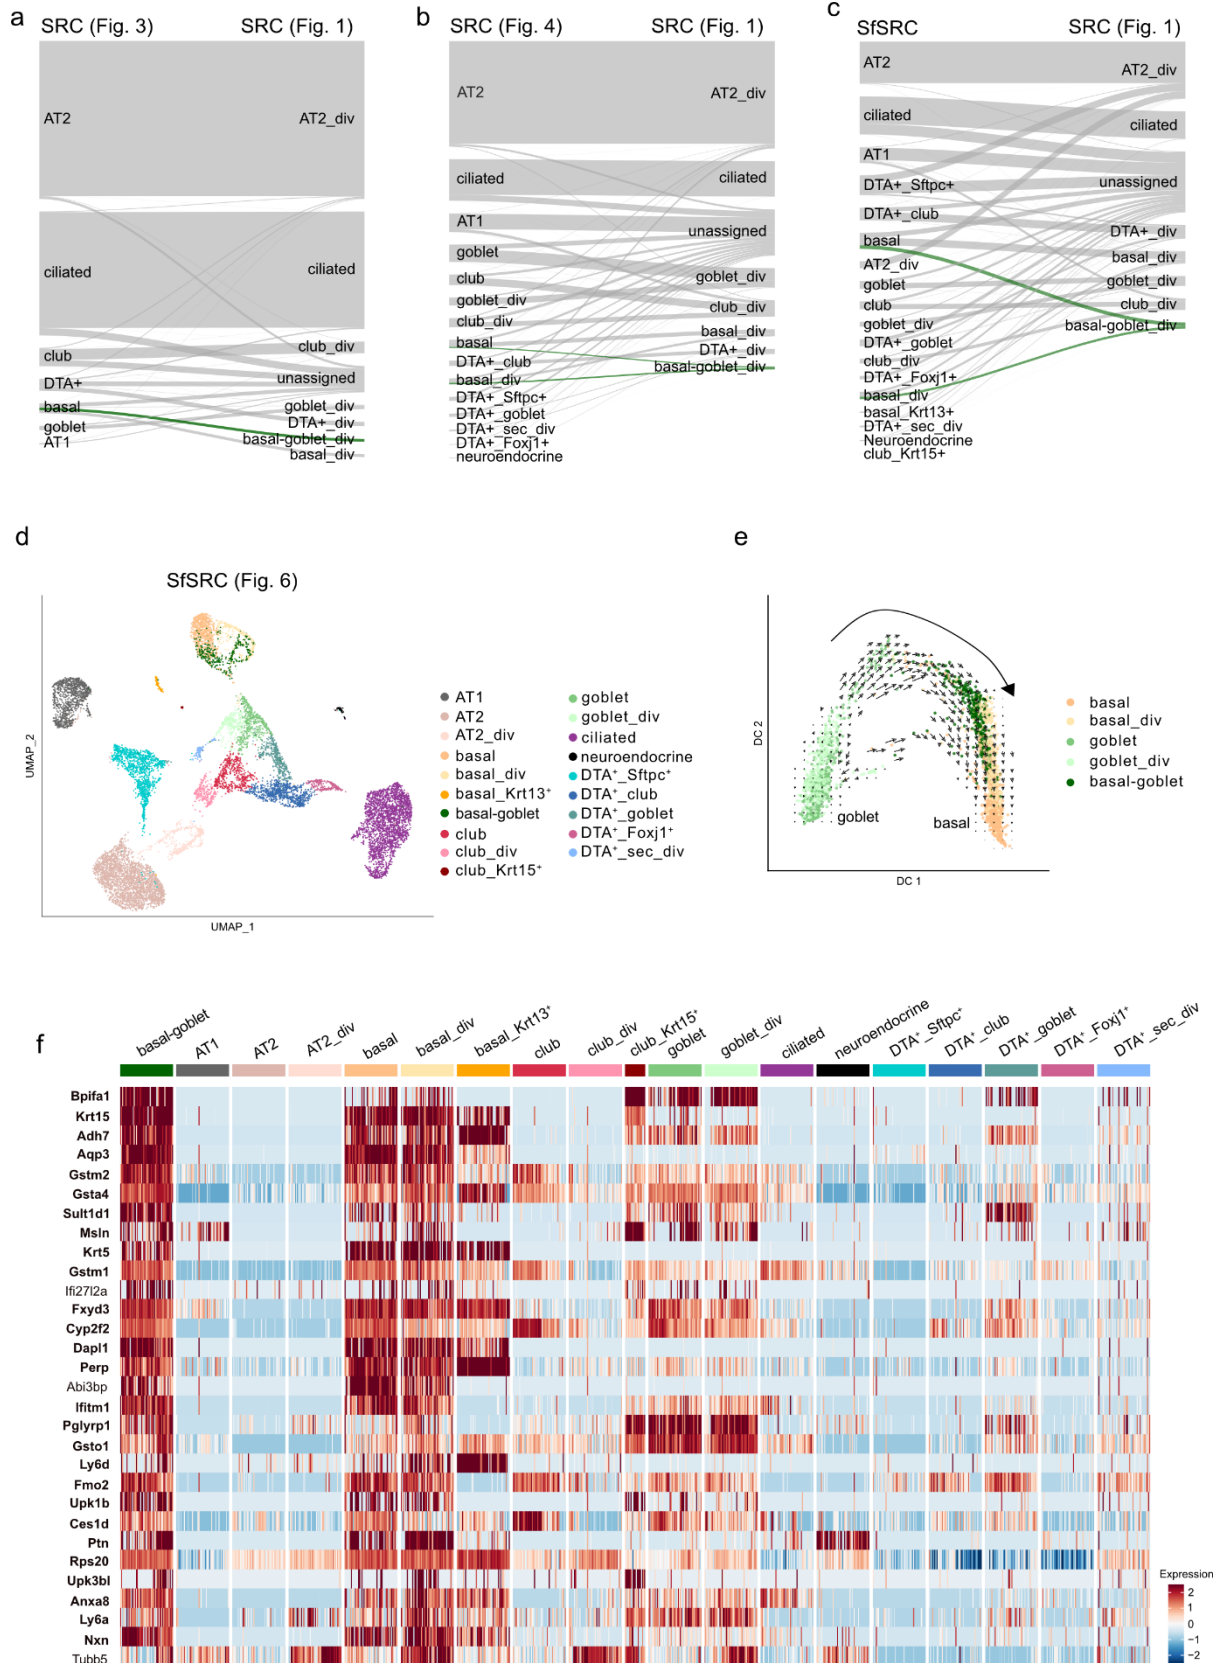 a
SRC (Fig. 3)
SRC (Fig. 1)
AT2
AT2_div
ciliated
ciliated
club
club_div
DTA+
unassigned
basal
goblet_div
DTA+_div
goblet
basal-goblet_div
AT1
basal_div
b
SRC (Fig. 4)
SRC (Fig. 1)
AT2
AT2_div
ciliated
ciliated
AT1
unassigned
goblet
club
goblet_div
goblet_div
club_div
club_div
basal
basal_div
DTA+_div
DTA+_club
basal-goblet_div
basal_div
DTA+_Sftpc+
DTA+_goblet
DTA+_sec_div
DTA+_Foxj1+
neuroendocrine
c
SfSRC
SRC (Fig. 1)
AT2
AT2_div
ciliated
ciliated
AT1
unassigned
DTA+_Sftpc+
DTA+_club
DTA+_div
basal
basal_div
AT2_div
goblet_div
goblet
club
club_div
goblet_div
basal-goblet_div
DTA+_goblet
club_div
DTA+_Foxj1+
basal_div
basal_Krt13+
DTA+_sec_div
Neuroendocrine
club_Krt15+
d
SfSRC (Fig. 6)
UMAP_2
UMAP_1
AT1
AT2
AT2_div
basal
basal_div
basal_Krt13⁺
basal-goblet
club
club_div
club_Krt15⁺
goblet
goblet_div
ciliated
neuroendocrine
DTA⁺_Sftpc⁺
DTA⁺_club
DTA⁺_goblet
DTA⁺_Foxj1⁺
DTA⁺_sec_div
e
DC 2
DC 1
goblet
basal
basal
basal_div
goblet
goblet_div
basal-goblet
f
basal-goblet
AT1
AT2
AT2_div
basal
basal_div
basal_Krt13⁺
club
club_div
club_Krt15⁺
goblet
goblet_div
ciliated
neuroendocrine
DTA⁺_Sftpc⁺
DTA⁺_club
DTA⁺_goblet
DTA⁺_Foxj1⁺
DTA⁺_sec_div
Bpifa1
Krt15
Adh7
Aqp3
Gstm2
Gsta4
Sult1d1
Msln
Krt5
Gstm1
Ifi27l2a
Fxyd3
Cyp2f2
Dapl1
Perp
Abi3bp
Ifitm1
Pglyrp1
Gsto1
Ly6d
Fmo2
Upk1b
Ces1d
Ptn
Rps20
Upk3bl
Anxa8
Ly6a
Nxn
Tubb5
Expression
2
1
0
−1
−2